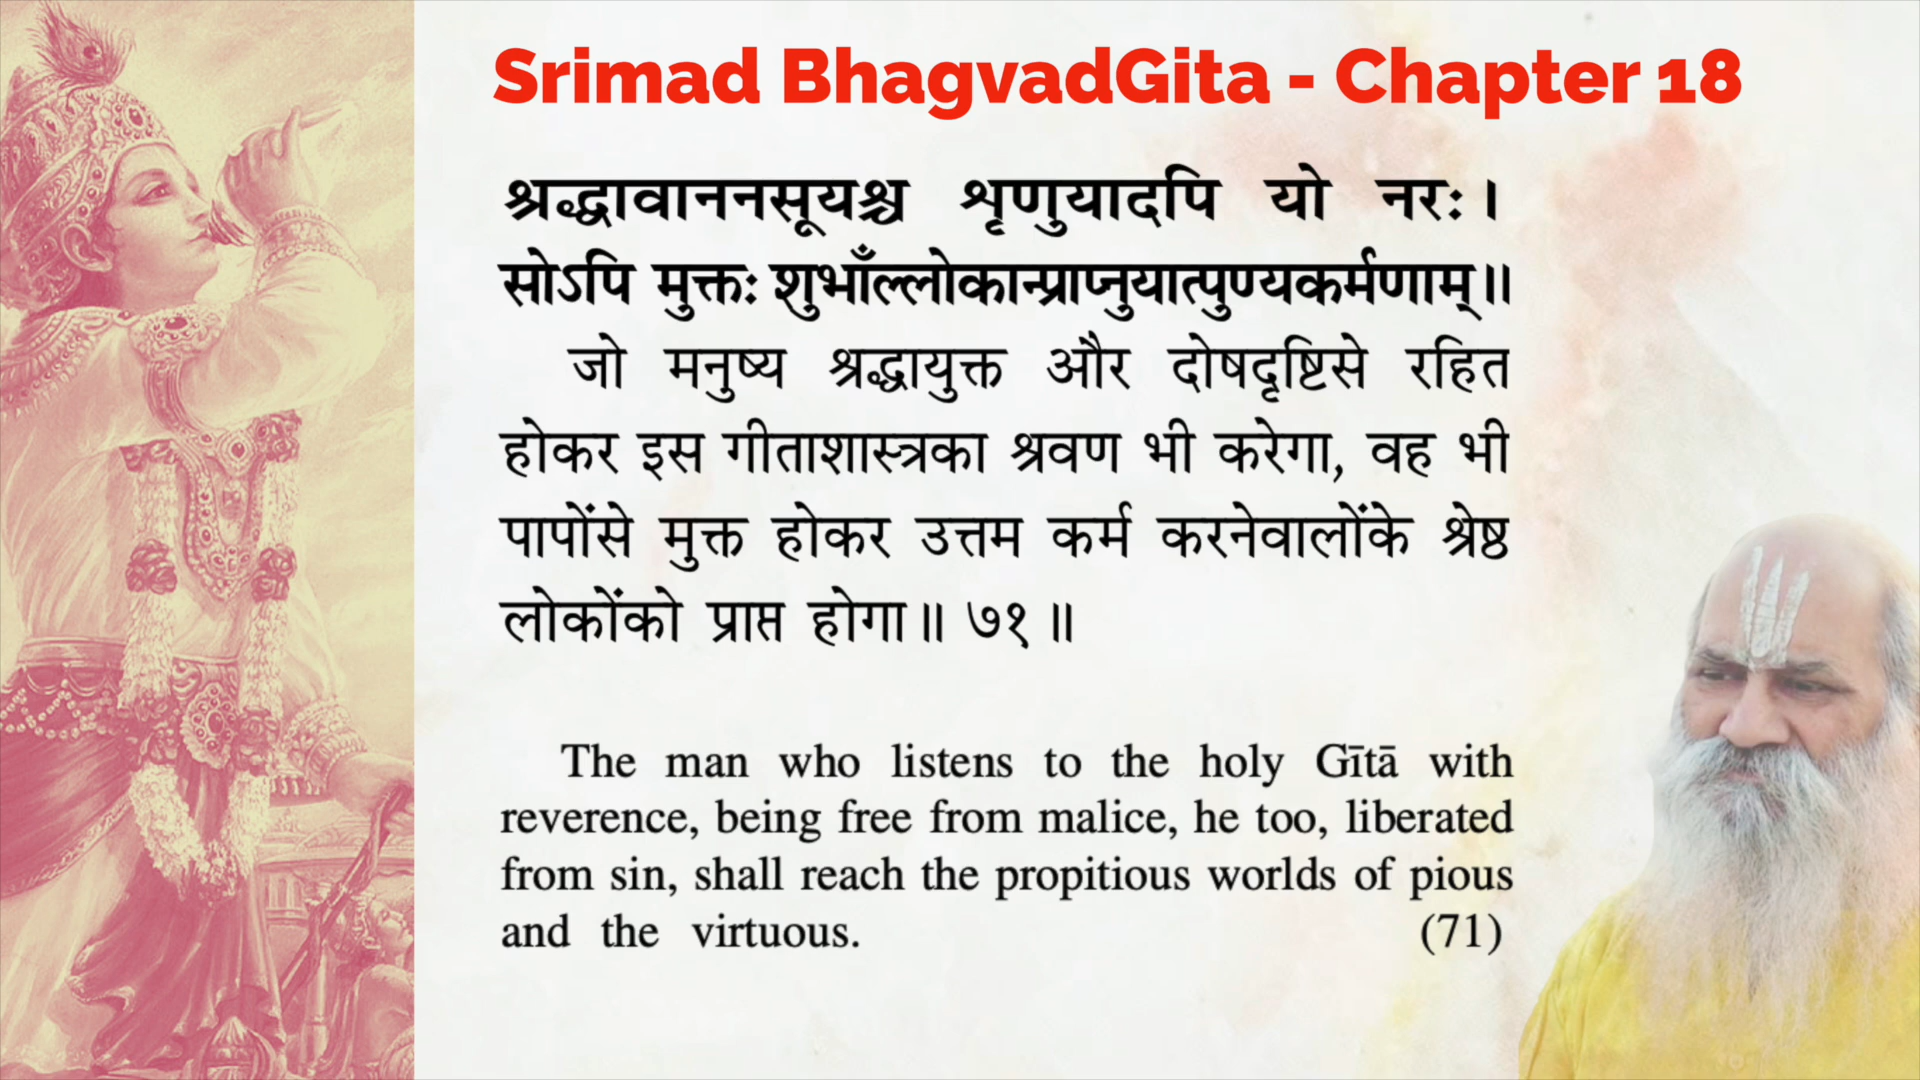 Srimad BhagvadGita - Chapter 18
श्रद्धावाननसूयश्च शृणुयादपि यो नरः।
सोऽपि मुक्तः शुभाँल्लोकान्प्राप्नुयात्पुण्यकर्मणाम्॥
जो मनुष्य श्रद्धायुक्त और दोषदृष्टिसे रहित
होकर इस गीताशास्त्रका श्रवण भी करेगा, वह भी
पापोंसे मुक्त होकर उत्तम कर्म करनेवालोंके श्रेष्ठ
लोकोंको प्राप्त होगा॥ ७१॥
The man who listens to the holy Gītā with
reverence, being free from malice, he too, liberated
from sin, shall reach the propitious worlds of pious
and the virtuous. (71)